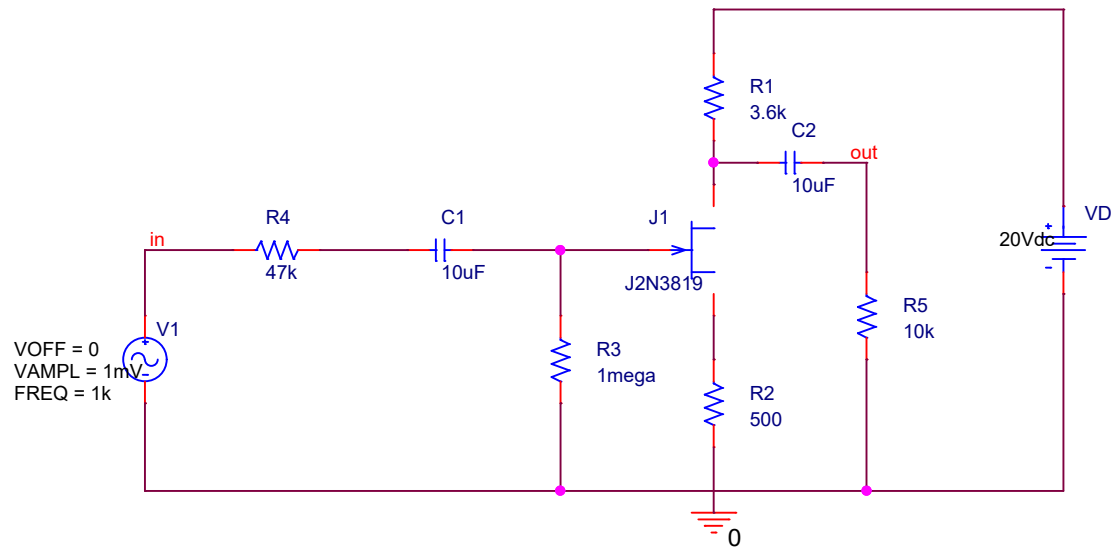 R1
3.6k
C2
out
10uF
in
R4
47k
C1
10uF
J1
J2N3819
VD
20Vdc
V1
VOFF = 0
VAMPL = 1mV
FREQ = 1k
R3
1mega
R5
10k
R2
500
0